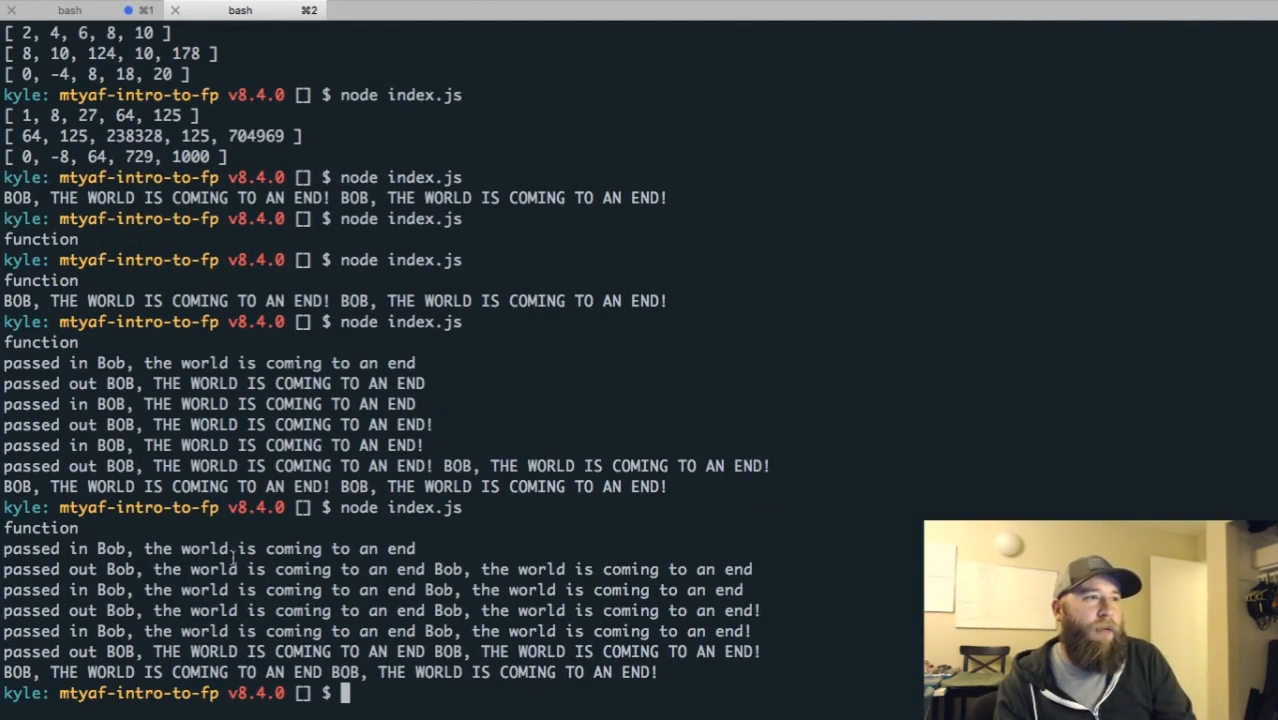 bash ⌘1 bash ⌘2
[ 2, 4, 6, 8, 10 ]
[ 8, 10, 124, 10, 178 ]
[ 0, -4, 8, 18, 20 ]
kyle: mtyaf-intro-to-fp v8.4.0 [] $ node index.js
[ 1, 8, 27, 64, 125 ]
[ 64, 125, 238328, 125, 704969 ]
[ 0, -8, 64, 729, 1000 ]
kyle: mtyaf-intro-to-fp v8.4.0 [] $ node index.js
BOB, THE WORLD IS COMING TO AN END! BOB, THE WORLD IS COMING TO AN END!
kyle: mtyaf-intro-to-fp v8.4.0 [] $ node index.js
function
kyle: mtyaf-intro-to-fp v8.4.0 [] $ node index.js
function
BOB, THE WORLD IS COMING TO AN END! BOB, THE WORLD IS COMING TO AN END!
kyle: mtyaf-intro-to-fp v8.4.0 [] $ node index.js
function
passed in Bob, the world is coming to an end
passed out BOB, THE WORLD IS COMING TO AN END
passed in BOB, THE WORLD IS COMING TO AN END
passed out BOB, THE WORLD IS COMING TO AN END!
passed in BOB, THE WORLD IS COMING TO AN END!
passed out BOB, THE WORLD IS COMING TO AN END! BOB, THE WORLD IS COMING TO AN END!
BOB, THE WORLD IS COMING TO AN END! BOB, THE WORLD IS COMING TO AN END!
kyle: mtyaf-intro-to-fp v8.4.0 [] $ node index.js
function
passed in Bob, the world is coming to an end
passed out Bob, the world is coming to an end Bob, the world is coming to an end
passed in Bob, the world is coming to an end Bob, the world is coming to an end
passed out Bob, the world is coming to an end Bob, the world is coming to an end!
passed in Bob, the world is coming to an end Bob, the world is coming to an end!
passed out BOB, THE WORLD IS COMING TO AN END BOB, THE WORLD IS COMING TO AN END!
BOB, THE WORLD IS COMING TO AN END BOB, THE WORLD IS COMING TO AN END!
kyle: mtyaf-intro-to-fp v8.4.0 [] $